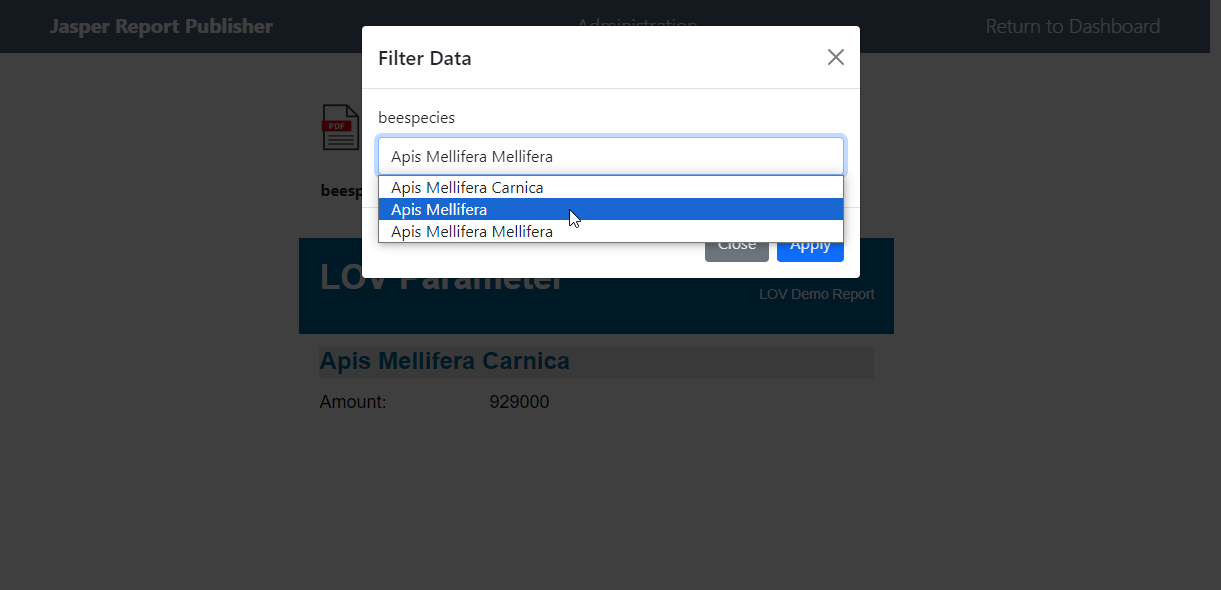 Jasper Report Publisher
Administration
Return to Dashboard
Filter Data
beespecies
Apis Mellifera Mellifera
Apis Mellifera Carnica
Apis Mellifera
Apis Mellifera Mellifera
PDF
Close
Apply
LOV Parameter
LOV Demo Report
Apis Mellifera Carnica
Amount: 929000